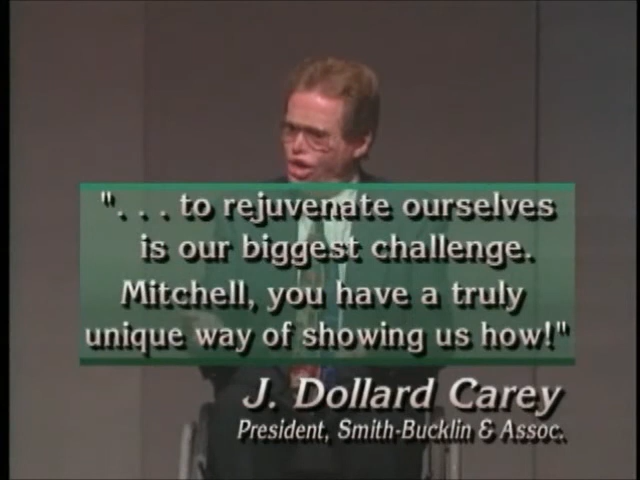 ". . . to rejuvenate ourselves
is our biggest challenge.
Mitchell, you have a truly
unique way of showing us how!"
J. Dollard Carey
President, Smith-Bucklin & Assoc.